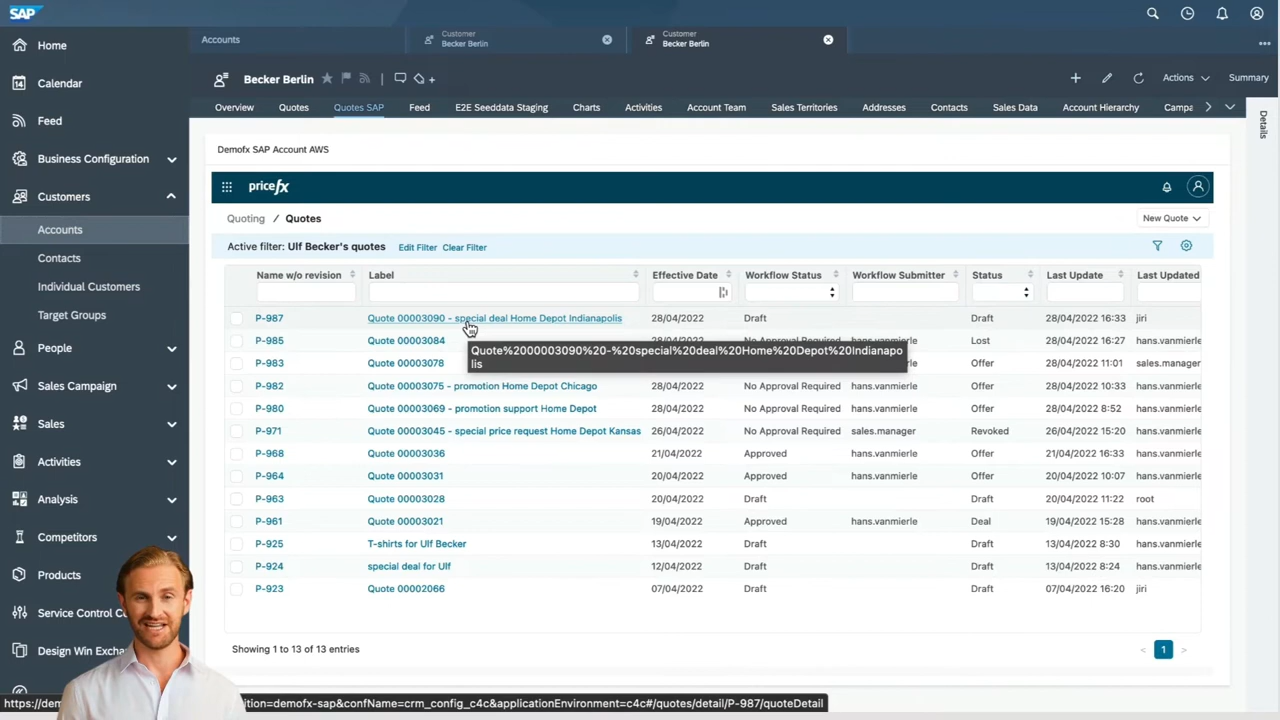 SAP
Home
Calendar
Feed
Business Configuration
Customers
Accounts
Contacts
Individual Customers
Target Groups
People
Sales Campaign
Sales
Activities
Analysis
Competitors
Products
Service Control C
Design Win Excha
Accounts
Customer
Becker Berlin
Customer
Becker Berlin
Becker Berlin
Actions
Summary
Overview Quotes Quotes SAP Feed E2E Seeddata Staging Charts Activities Account Team Sales Territories Addresses Contacts Sales Data Account Hierarchy Campa
Details
Demofx SAP Account AWS
pricefx
Quoting / Quotes
New Quote
Active filter: Ulf Becker's quotes Edit Filter Clear Filter
Name w/o revision Label Effective Date Workflow Status Workflow Submitter Status Last Update Last Updated
P-987 Quote 00003090 - special deal Home Depot Indianapolis 28/04/2022 Draft Draft 28/04/2022 16:33 jiri
P-985 Quote 00003084 Lost 28/04/2022 16:27 hans.vanmierle
Quote%2000003090%20-%20special%20deal%20Home%20Depot%20Indianapo
lis
P-983 Quote 00003078 Offer 28/04/2022 11:01 sales.manager
P-982 Quote 00003075 - promotion Home Depot Chicago 28/04/2022 No Approval Required hans.vanmierle Offer 28/04/2022 10:33 hans.vanmierle
P-980 Quote 00003069 - promotion support Home Depot 28/04/2022 No Approval Required hans.vanmierle Offer 28/04/2022 8:52 hans.vanmierle
P-971 Quote 00003045 - special price request Home Depot Kansas 26/04/2022 No Approval Required sales.manager Revoked 26/04/2022 15:20 hans.vanmierle
P-968 Quote 00003036 21/04/2022 Approved hans.vanmierle Offer 21/04/2022 16:33 hans.vanmierle
P-964 Quote 00003031 20/04/2022 Approved hans.vanmierle Offer 20/04/2022 10:07 hans.vanmierle
P-963 Quote 00003028 20/04/2022 Draft Draft 20/04/2022 11:22 root
P-961 Quote 00003021 19/04/2022 Approved hans.vanmierle Deal 19/04/2022 15:28 hans.vanmierle
P-925 T-shirts for Ulf Becker 13/04/2022 Draft Draft 13/04/2022 8:30 hans.vanmierle
P-924 special deal for Ulf 12/04/2022 Draft Draft 13/04/2022 8:24 hans.vanmierle
P-923 Quote 00002066 07/04/2022 Draft Draft 07/04/2022 16:20 jiri
Showing 1 to 13 of 13 entries
< 1 >
https://dem
ition=demofx-sap&confName=crm_config_c4c&applicationEnvironment=c4c#/quotes/detail/P-987/quoteDetail